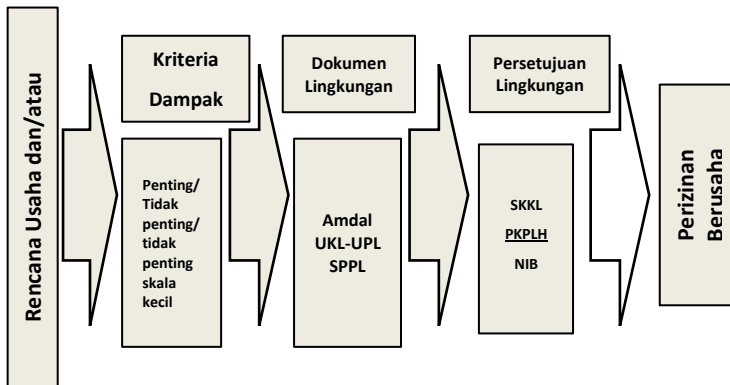 Rencana Usaha dan/atau
Kriteria
Dampak
Penting/
Tidak
penting/
tidak
penting
skala
kecil
Dokumen
Lingkungan
Amdal
UKL-UPL
SPPL
Persetujuan
Lingkungan
SKKL
PKPLH
NIB
Perizinan
Berusaha